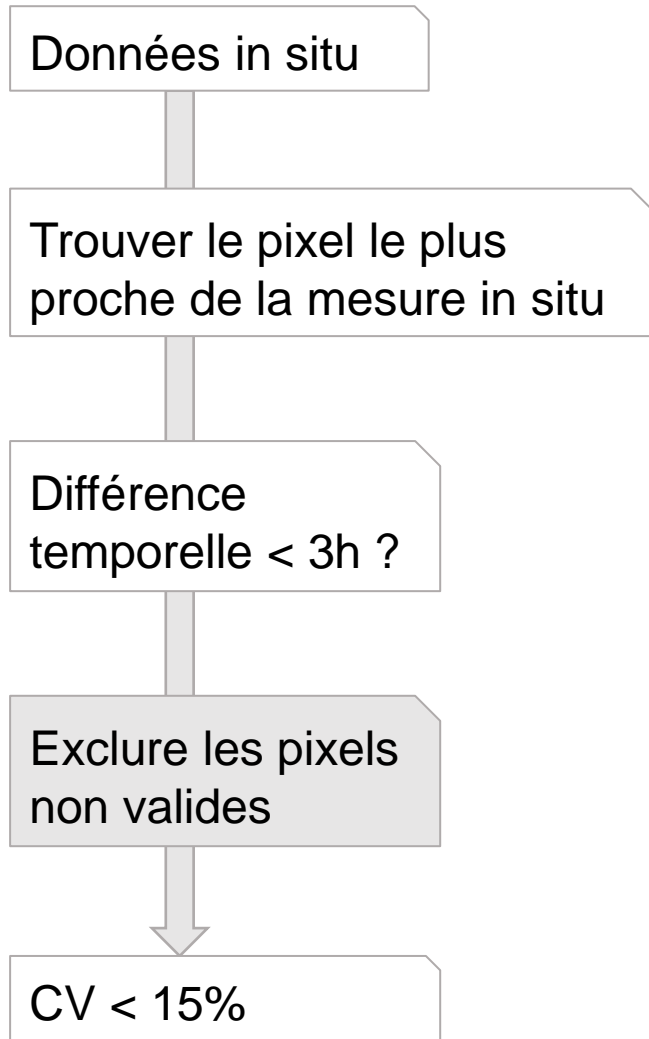 Données in situ
Trouver le pixel le plus
proche de la mesure in situ
Différence
temporelle < 3h ?
Exclure les pixels
non valides
CV < 15%